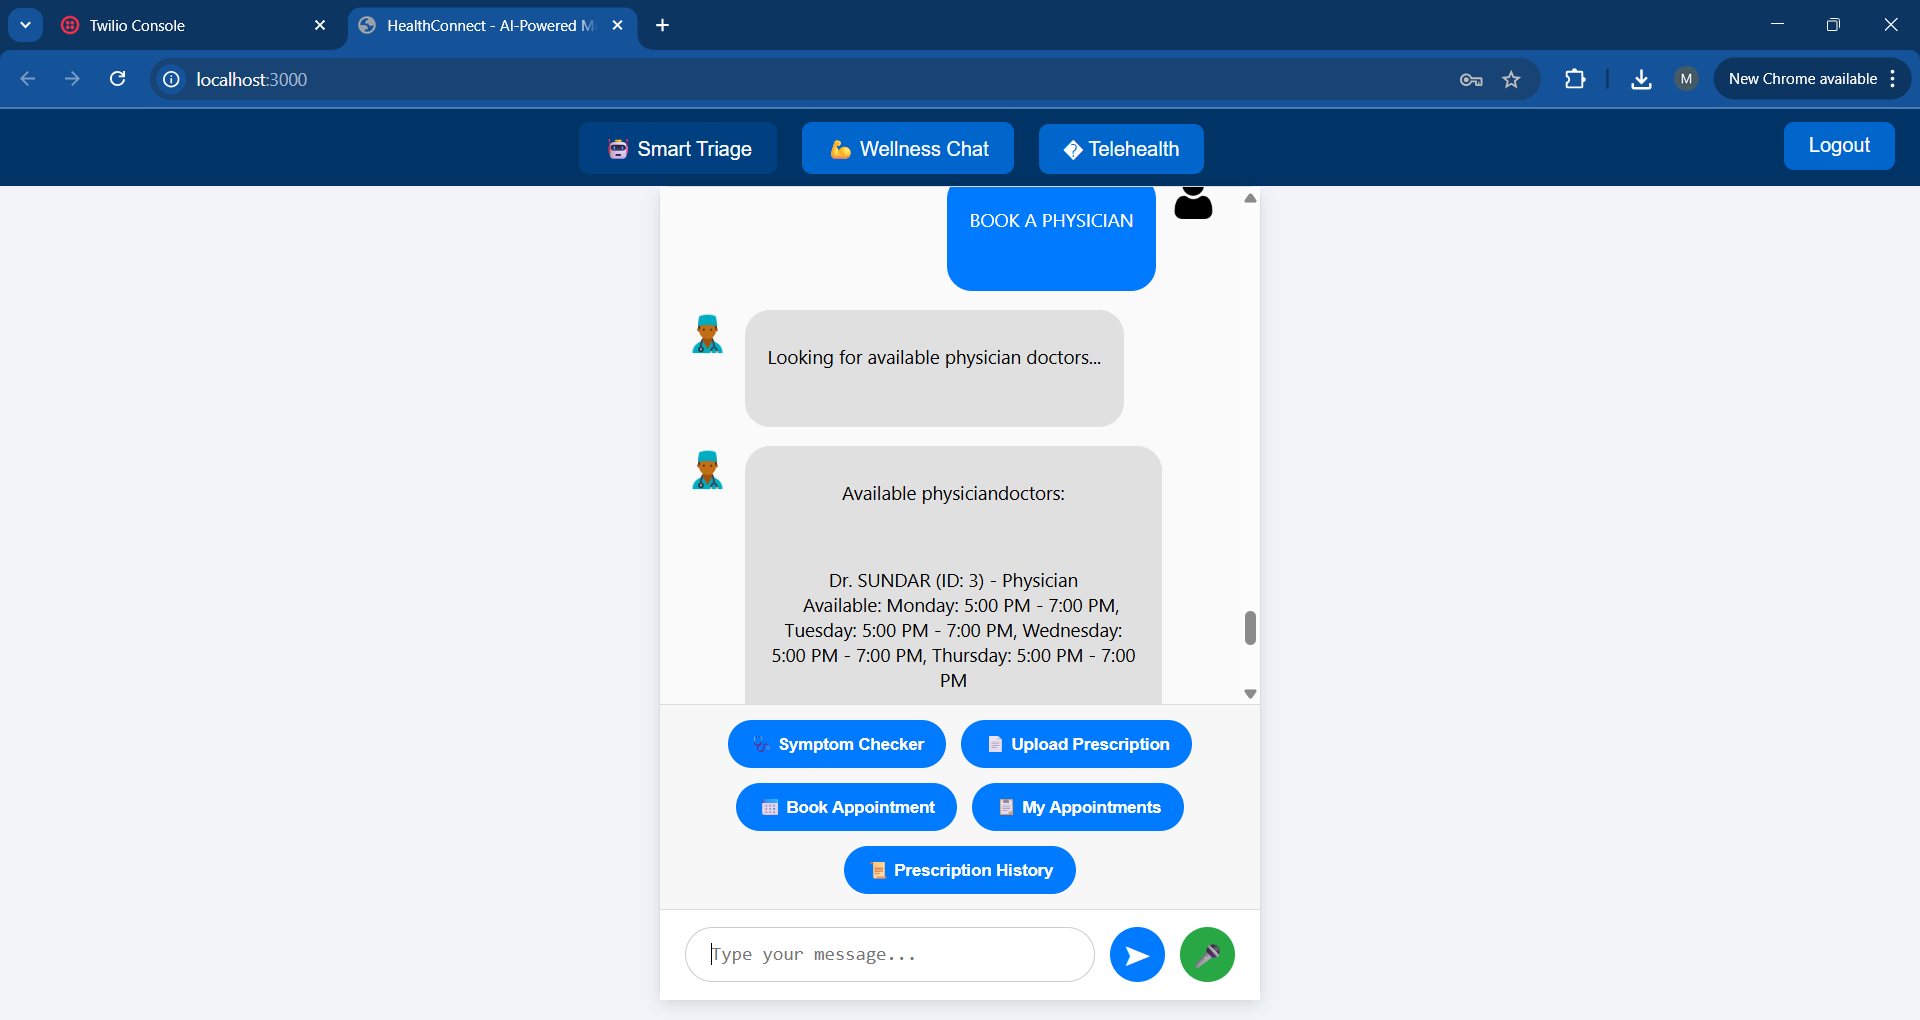 Twilio Console
HealthConnect - AI-Powered M
localhost:3000
M
New Chrome available
Smart Triage
Wellness Chat
� Telehealth
Logout
BOOK A PHYSICIAN
Looking for available physician doctors...
Available physiciandoctors:
Dr. SUNDAR (ID: 3) - Physician
Available: Monday: 5:00 PM - 7:00 PM,
Tuesday: 5:00 PM - 7:00 PM, Wednesday:
5:00 PM - 7:00 PM, Thursday: 5:00 PM - 7:00
PM
Symptom Checker
Upload Prescription
Book Appointment
My Appointments
Prescription History
Type your message...